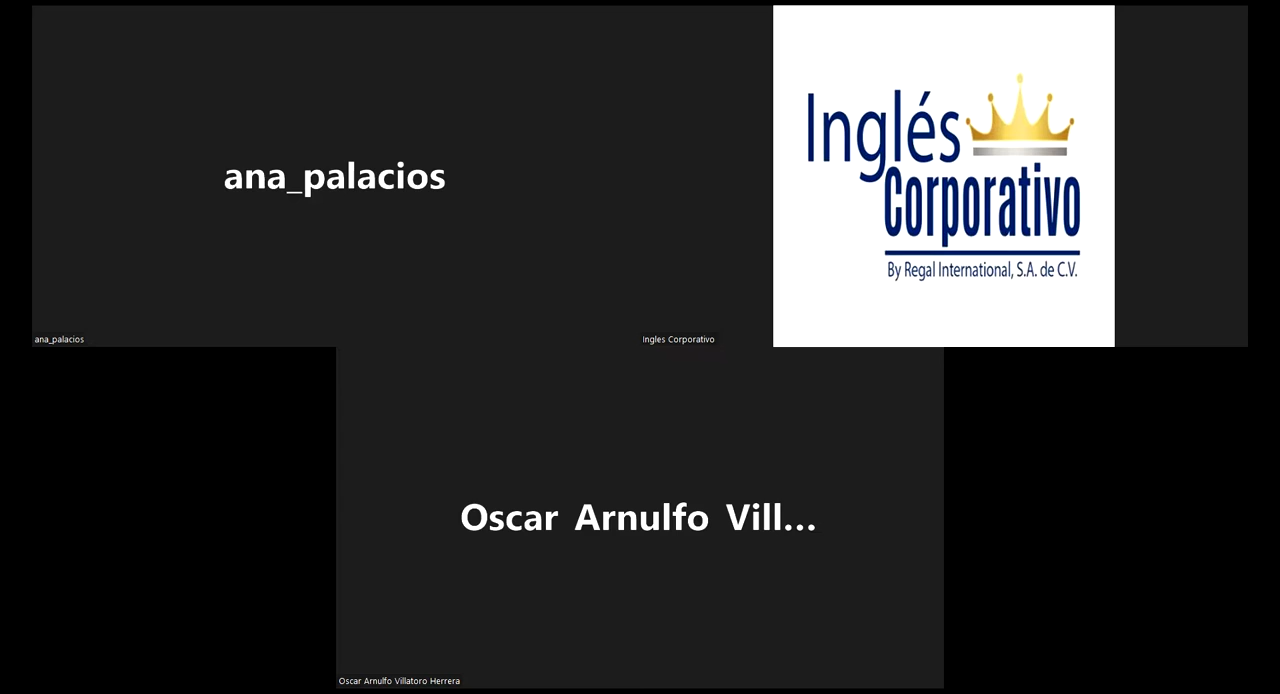 ana_palacios
Inglés
Corporativo
By Regal International, S.A. de C.V.
ana_palacios
Ingles Corporativo
Oscar Arnulfo Vill...
Oscar Arnulfo Villatoro Herrera